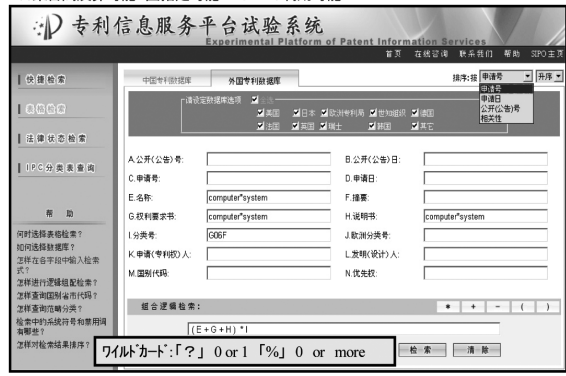 专利信息服务平台试验系统
Experimental Platform of Patent Information Services
首页 在线咨询 联系我们 帮助 SIPO主页
快捷检索
表格检索
法律状态检索
IPC分类表查询
帮 助
何时选择表格检索?
如何选择数据库?
怎样在各字段中输入检索式?
怎样进行逻辑组配检索?
怎样查询国别省市代码?
怎样查询范畴分类?
检索中的系统符号和禁用词有哪些?
怎样对检索结果排序?
中国专利数据库 外国专利数据库 排序:按 申请号 升序
申请号
申请日
公开(公告)号
相关性
请设定数据库选项
美国 日本 欧洲专利局 世知组织 德国
法国 英国 瑞士 韩国 其它
A.公开(公告)号: B.公开(公告)日:
C.申请号: D.申请日:
E.名称: computer*system F.摘要:
G.权利要求书: computer*system H.说明书: computer*system
I.分类号: G06F J.欧洲分类号:
K.申请(专利权)人: L.发明(设计)人:
M.国别代码: N.优先权:
组合逻辑检索: * + - ( )
(E+G+H)*I
ワイルドカード:「?」 0 or 1 「%」 0 or more
检 索 清 除